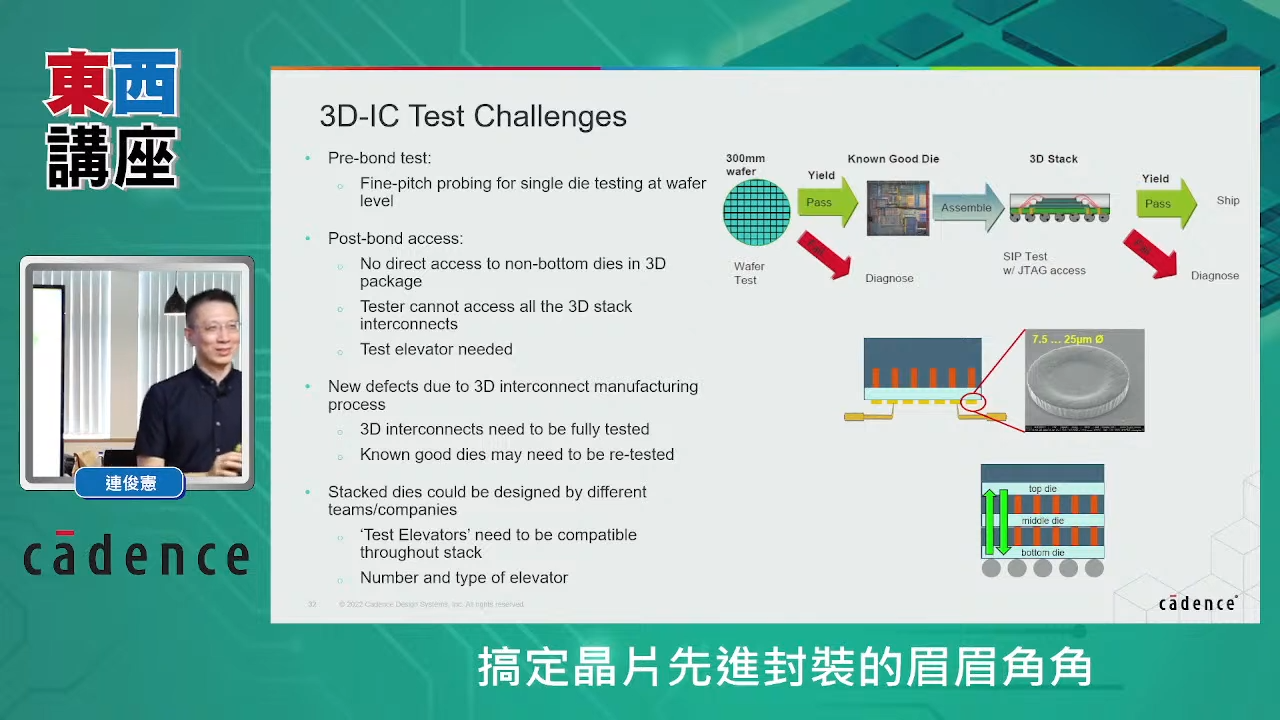 東西
講座
連俊憲
cādence
3D-IC Test Challenges
• Pre-bond test:
○ Fine-pitch probing for single die testing at wafer
level
• Post-bond access:
○ No direct access to non-bottom dies in 3D
package
○ Tester cannot access all the 3D stack
interconnects
○ Test elevator needed
• New defects due to 3D interconnect manufacturing
process
○ 3D interconnects need to be fully tested
○ Known good dies may need to be re-tested
• Stacked dies could be designed by different
teams/companies
○ ‘Test Elevators’ need to be compatible
throughout stack
○ Number and type of elevator
300mm
wafer
Yield
Pass
Fail
Wafer
Test
Known Good Die
Assemble
Diagnose
3D Stack
SIP Test
w/ JTAG access
Yield
Pass
Fail
Ship
Diagnose
7.5 ... 25µm Ø
top die
middle die
bottom die
32 © 2022 Cadence Design Systems, Inc. All rights reserved.
cādence®
搞定晶片先進封裝的眉眉角角